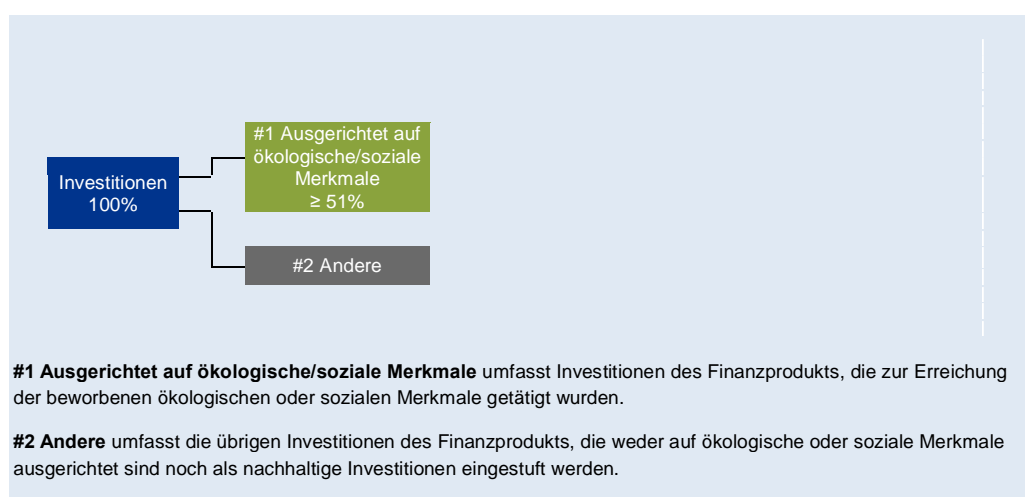 #1 Ausgerichtet auf
ökologische/soziale
Merkmale
≥ 51%
Investitionen
100%
#2 Andere
#1 Ausgerichtet auf ökologische/soziale Merkmale umfasst Investitionen des Finanzprodukts, die zur Erreichung
der beworbenen ökologischen oder sozialen Merkmale getätigt wurden.
#2 Andere umfasst die übrigen Investitionen des Finanzprodukts, die weder auf ökologische oder soziale Merkmale
ausgerichtet sind noch als nachhaltige Investitionen eingestuft werden.